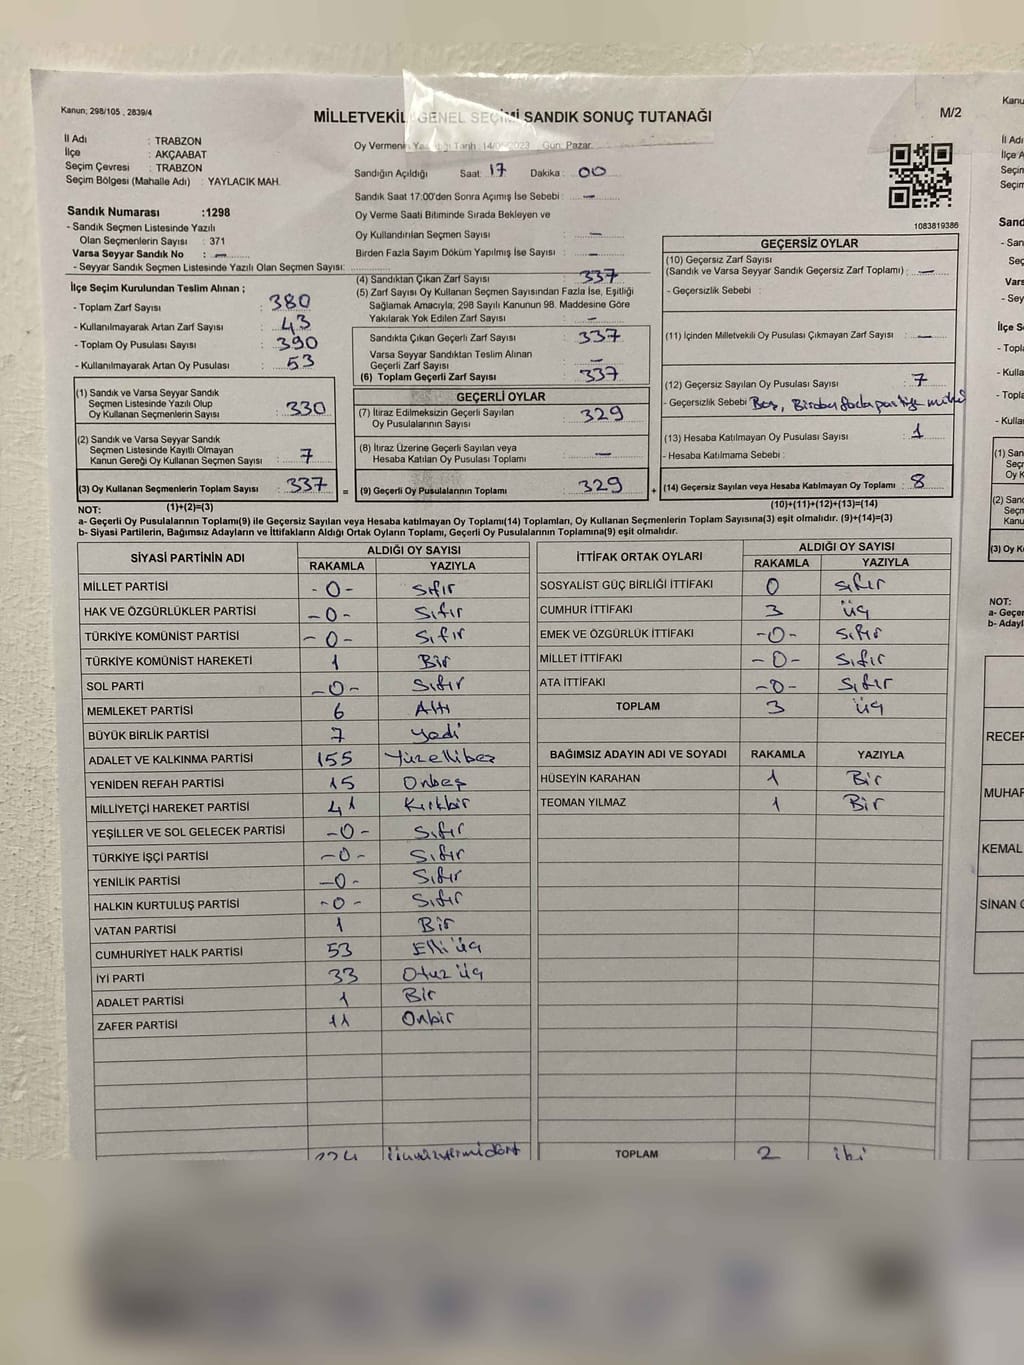 Kanun; 298/105 , 2839/4
MİLLETVEKİLİ GENEL SEÇİMİ SANDIK SONUÇ TUTANAĞI
M/2
İl Adı : TRABZON
İlçe : AKÇAABAT
Seçim Çevresi : TRABZON
Seçim Bölgesi (Mahalle Adı) : YAYLACIK MAH.
Sandık Numarası :1298
- Sandık Seçmen Listesinde Yazılı
Olan Seçmenlerin Sayısı : 371
Varsa Seyyar Sandık No : —
- Seyyar Sandık Seçmen Listesinde Yazılı Olan Seçmen Sayısı:
Oy Vermenin Tarih 14/05/2023 Gün: Pazar
Sandığın Açıldığı Saat: 17 Dakika : 00
Sandık Saat 17:00'den Sonra Açımış İse Sebebi : —
Oy Verme Saati Bitiminde Sırada Bekleyen ve
Oy Kullandırılan Seçmen Sayısı : —
Birden Fazla Sayım Döküm Yapılmış İse Sayısı : —
1083819386
İlçe Seçim Kurulundan Teslim Alınan ;
- Toplam Zarf Sayısı : 380
- Kullanılmayarak Artan Zarf Sayısı : 43
- Toplam Oy Pusulası Sayısı : 390
- Kullanılmayarak Artan Oy Pusulası : 53
(4) Sandıktan Çıkan Zarf Sayısı : 337
(5) Zarf Sayısı Oy Kullanan Seçmen Sayısından Fazla İse, Eşitliği
Sağlamak Amacıyla; 298 Sayılı Kanunun 98. Maddesine Göre
Yakılarak Yok Edilen Zarf Sayısı : —
Sandıkta Çıkan Geçerli Zarf Sayısı : 337
Varsa Seyyar Sandıktan Teslim Alınan
Geçerli Zarf Sayısı : —
(6) Toplam Geçerli Zarf Sayısı : 337
GEÇERSİZ OYLAR
(10) Geçersiz Zarf Sayısı
(Sandık ve Varsa Seyyar Sandık Geçersiz Zarf Toplamı) : —
- Geçersizlik Sebebi :
(11) İçinden Milletvekili Oy Pusulası Çıkmayan Zarf Sayısı : —
(12) Geçersiz Sayılan Oy Pusulası Sayısı : 7
- Geçersizlik Sebebi : Boş, Birden fazla partiye mühür
(13) Hesaba Katılmayan Oy Pusulası Sayısı : 1
- Hesaba Katılmama Sebebi :
(14) Geçersiz Sayılan veya Hesaba Katılmayan Oy Toplamı : 8
(1) Sandık ve Varsa Seyyar Sandık
Seçmen Listesinde Yazılı Olup
Oy Kullanan Seçmenlerin Sayısı : 330
(2) Sandık ve Varsa Seyyar Sandık
Seçmen Listesinde Kayıtlı Olmayan
Kanun Gereği Oy Kullanan Seçmen Sayısı : 7
(3) Oy Kullanan Seçmenlerin Toplam Sayısı : 337 =
GEÇERLİ OYLAR
(7) İtiraz Edilmeksizin Geçerli Sayılan
Oy Pusulalarının Sayısı : 329
(8) İtiraz Üzerine Geçerli Sayılan veya
Hesaba Katılan Oy Pusulası Toplamı : —
(9) Geçerli Oy Pusulalarının Toplamı : 329 +
NOT: (1)+(2)=(3)
(10)+(11)+(12)+(13)=(14)
a- Geçerli Oy Pusulaları Toplamı(9) ile Geçersiz Sayılan veya Hesaba katılmayan Oy Toplamı(14) Toplamları, Oy Kullanan Seçmenlerin Toplam Sayısına(3) eşit olmalıdır. (9)+(14)=(3)
b- Siyasi Partilerin, Bağımsız Adayların ve İttifakların Aldığı Ortak Oyların Toplamı, Geçerli Oy Pusulalarının Toplamına(9) eşit olmalıdır.
SİYASİ PARTİNİN ADI ALDIĞI OY SAYISI
RAKAMLA YAZIYLA
MİLLET PARTİSİ -0- Sıfır
HAK VE ÖZGÜRLÜKLER PARTİSİ -0- Sıfır
TÜRKİYE KOMÜNİST PARTİSİ -0- Sıfır
TÜRKİYE KOMÜNİST HAREKETİ 1 Bir
SOL PARTİ -0- Sıfır
MEMLEKET PARTİSİ 6 Altı
BÜYÜK BİRLİK PARTİSİ 7 yedi
ADALET VE KALKINMA PARTİSİ 155 Yüzellibeş
YENİDEN REFAH PARTİSİ 15 Onbeş
MİLLİYETÇİ HAREKET PARTİSİ 41 Kırkbir
YEŞİLLER VE SOL GELECEK PARTİSİ -0- Sıfır
TÜRKİYE İŞÇİ PARTİSİ -0- Sıfır
YENİLİK PARTİSİ -0- Sıfır
HALKIN KURTULUŞ PARTİSİ -0- Sıfır
VATAN PARTİSİ 1 Bir
CUMHURİYET HALK PARTİSİ 53 Elli üç
İYİ PARTİ 33 Otuz üç
ADALET PARTİSİ 1 Bir
ZAFER PARTİSİ 11 Onbir
324 Üçyüzyirmidört
İTTİFAK ORTAK OYLARI ALDIĞI OY SAYISI
RAKAMLA YAZIYLA
SOSYALİST GÜÇ BİRLİĞİ İTTİFAKI 0 sıfır
CUMHUR İTTİFAKI 3 üç
EMEK VE ÖZGÜRLÜK İTTİFAKI -0- Sıfır
MİLLET İTTİFAKI -0- Sıfır
ATA İTTİFAKI -0- Sıfır
TOPLAM 3 üç
BAĞIMSIZ ADAYIN ADI VE SOYADI RAKAMLA YAZIYLA
HÜSEYİN KARAHAN 1 Bir
TEOMAN YILMAZ 1 Bir
TOPLAM 2 iki
Kanu
İl Adı
İlçe A
Seçin
Seçim
Sand
- San
Olan
Varsa
- Sey
İlçe S
- Topl
- Kulla
- Topla
- Kullan
(1) San
Seçr
Oy K
(2) Sand
Seçm
Kanu
(3) Oy K
NOT:
a- Geçer
b- Aday
RECEP
MUHAR
KEMAL
SİNAN O